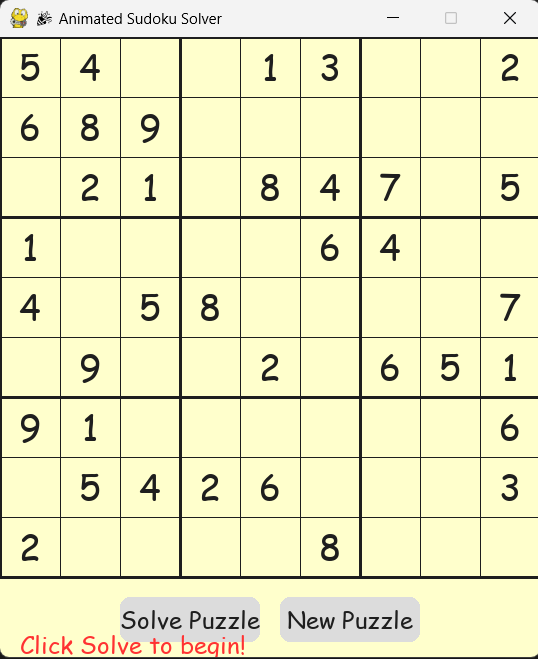 Animated Sudoku Solver
5 4 1 3 2
6 8 9
2 1 8 4 7 5
1 6 4
4 5 8 7
9 2 6 5 1
9 1 6
5 4 2 6 3
2 8
Solve Puzzle New Puzzle
Click Solve to begin!